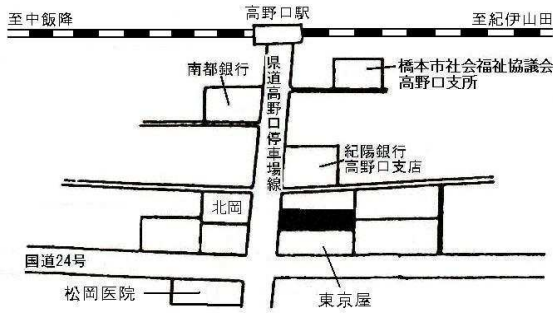 高野口駅
至中飯降
至紀伊山田
南都銀行
県道高野口停車場線
橋本市社会福祉協議会
高野口支所
紀陽銀行
高野口支店
北岡
国道24号
松岡医院
東京屋